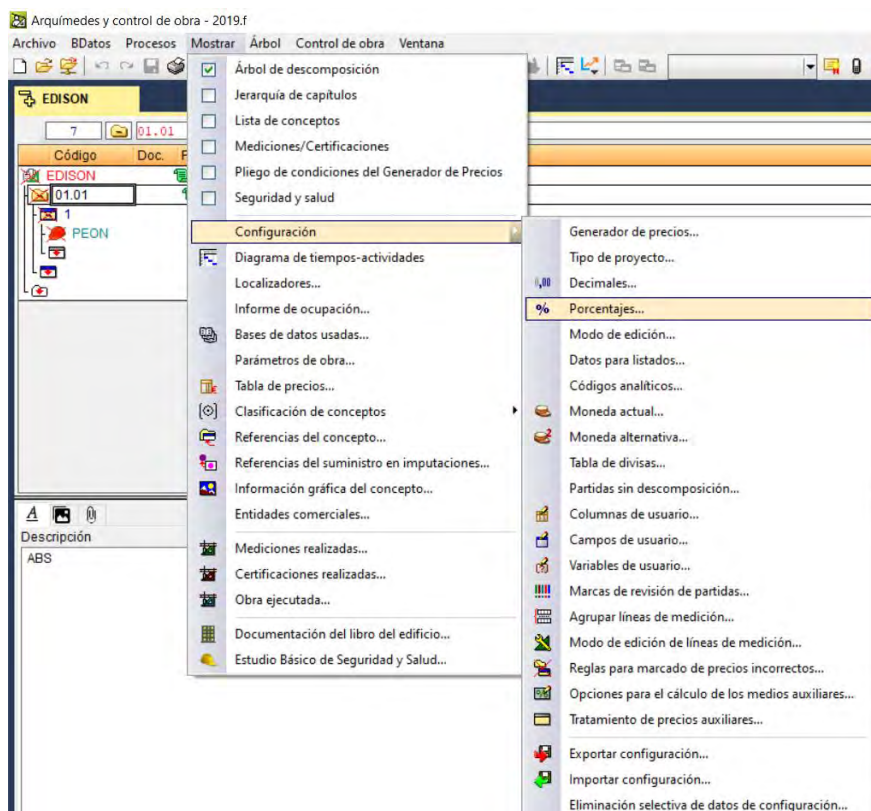 Arquímedes y control de obra - 2019.f
Archivo BDatos Procesos Mostrar Árbol Control de obra Ventana
EDISON
7 01.01
Código Doc. F
EDISON
01.01
1
PEON
Árbol de descomposición
Jerarquía de capítulos
Lista de conceptos
Mediciones/Certificaciones
Pliego de condiciones del Generador de Precios
Seguridad y salud
Configuración
Diagrama de tiempos-actividades
Localizadores...
Informe de ocupación...
Bases de datos usadas...
Parámetros de obra...
Tabla de precios...
Clasificación de conceptos
Referencias del concepto...
Referencias del suministro en imputaciones...
Información gráfica del concepto...
Entidades comerciales...
Mediciones realizadas...
Certificaciones realizadas...
Obra ejecutada...
Documentación del libro del edificio...
Estudio Básico de Seguridad y Salud...
Generador de precios...
Tipo de proyecto...
0,00 Decimales...
% Porcentajes...
Modo de edición...
Datos para listados...
Códigos analíticos...
Moneda actual...
Moneda alternativa...
Tabla de divisas...
Partidas sin descomposición...
Columnas de usuario...
Campos de usuario...
Variables de usuario...
Marcas de revisión de partidas...
Agrupar líneas de medición...
Modo de edición de líneas de medición...
Reglas para marcado de precios incorrectos...
Opciones para el cálculo de los medios auxiliares...
Tratamiento de precios auxiliares...
Exportar configuración...
Importar configuración...
Eliminación selectiva de datos de configuración...
A
Descripción
ABS